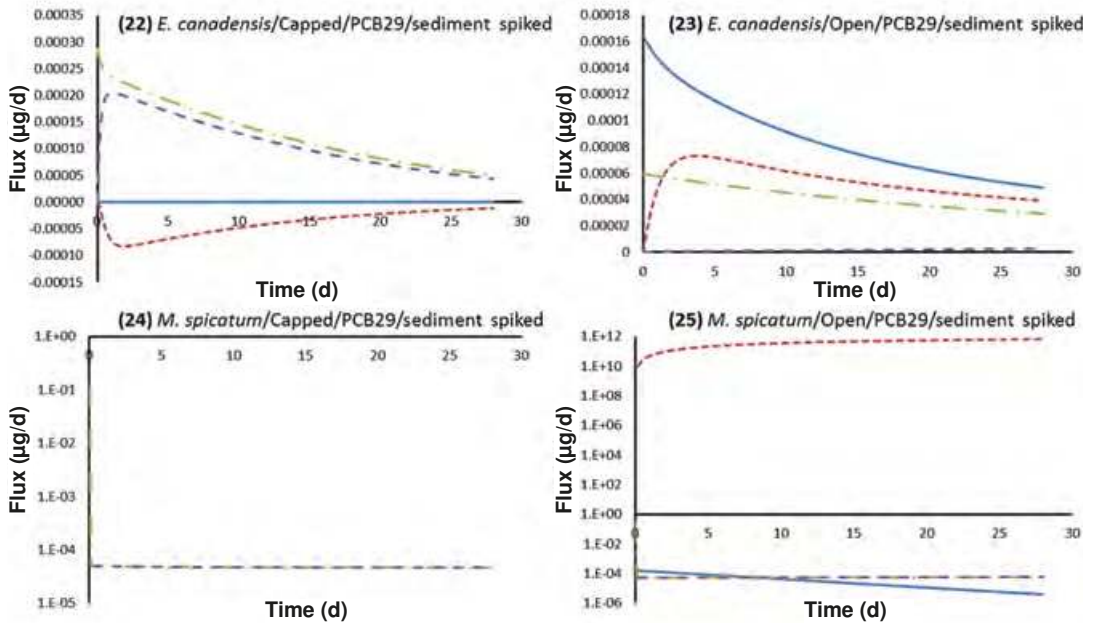 (22) E. canadensis/Capped/PCB29/sediment spiked
Flux (µg/d)
0.00035
0.00030
0.00025
0.00020
0.00015
0.00010
0.00005
0.00000
-0.00005
-0.00010
-0.00015
0 5 10 15 20 25 30
Time (d)
(23) E. canadensis/Open/PCB29/sediment spiked
Flux (µg/d)
0.00018
0.00016
0.00014
0.00012
0.0001
0.00008
0.00006
0.00004
0.00002
0
0 5 10 15 20 25 30
Time (d)
(24) M. spicatum/Capped/PCB29/sediment spiked
Flux (µg/d)
1.E+00
1.E-01
1.E-02
1.E-03
1.E-04
1.E-05
0 5 10 15 20 25 30
Time (d)
(25) M. spicatum/Open/PCB29/sediment spiked
Flux (µg/d)
1.E+12
1.E+10
1.E+08
1.E+06
1.E+04
1.E+02
1.E+00
1.E-02
1.E-04
1.E-06
0 5 10 15 20 25 30
Time (d)